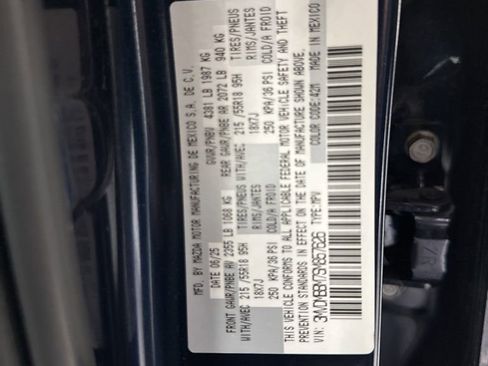 MFD. BY MAZDA MOTOR MANUFACTURING DE MEXICO S.A. DE C.V.
06/25 GVWR/PNBV 4381 LB 1987 KG
FRONT GAWR/PNBE AV 2355 LB 1068 KG REAR GAWR/PNBE AR 2072 LB 940 KG
WITH/AVEC 215 /55R18 95H TIRES/PNEUS WITH/AVEC 215 /55R18 95H TIRES/PNEUS
18X7J RIMS/JANTES 18X7J RIMS/JANTES
250 KPA/36 PSI COLD/A FROID 250 KPA/36 PSI COLD/A FROID
THIS VEHICLE CONFORMS TO ALL APPLICABLE FEDERAL MOTOR VEHICLE SAFETY AND THEFT
PREVENTION STANDARDS IN EFFECT ON THE DATE OF MANUFACTURE SHOWN ABOVE.
VIN: TYPE:MPV COLOR CODE:42M MADE IN MEXICO